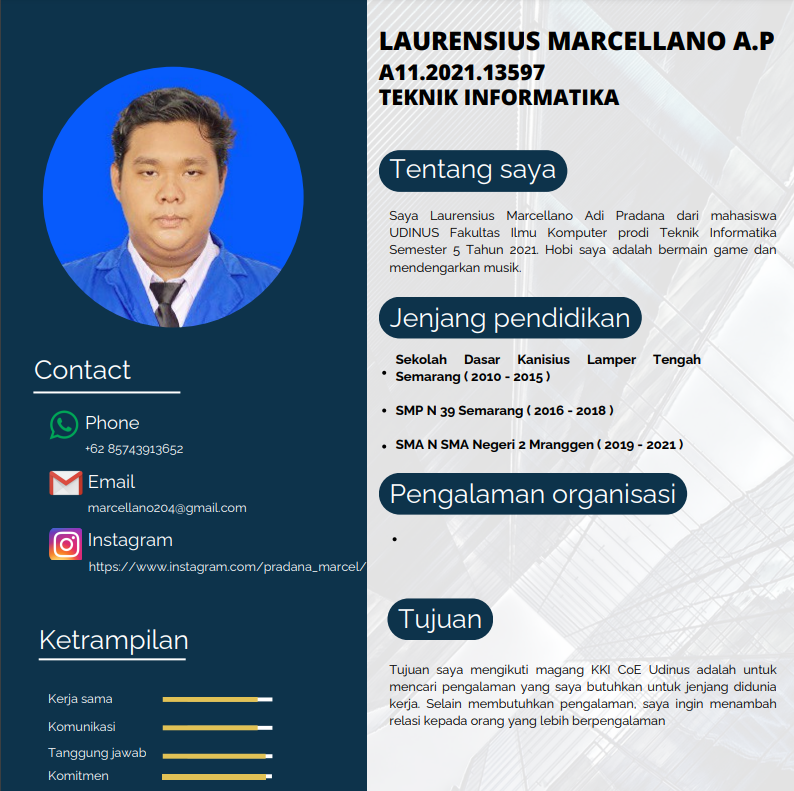 LAURENSIUS MARCELLANO A.P
A11.2021.13597
TEKNIK INFORMATIKA
Tentang saya
Saya Laurensius Marcellano Adi Pradana dari mahasiswa
UDINUS Fakultas Ilmu Komputer prodi Teknik Informatika
Semester 5 Tahun 2021. Hobi saya adalah bermain game dan
mendengarkan musik.
Jenjang pendidikan
Sekolah Dasar Kanisius Lamper Tengah
Semarang ( 2010 - 2015 )
SMP N 39 Semarang ( 2016 - 2018 )
SMA N SMA Negeri 2 Mranggen ( 2019 - 2021 )
Pengalaman organisasi
Tujuan
Tujuan saya mengikuti magang KKI CoE Udinus adalah untuk
mencari pengalaman yang saya butuhkan untuk jenjang didunia
kerja. Selain membutuhkan pengalaman, saya ingin menambah
relasi kepada orang yang lebih berpengalaman
Contact
Phone
+62 85743913652
Email
marcellano204@gmail.com
Instagram
https://www.instagram.com/pradana_marcel/
Ketrampilan
Kerja sama
Komunikasi
Tanggung jawab
Komitmen